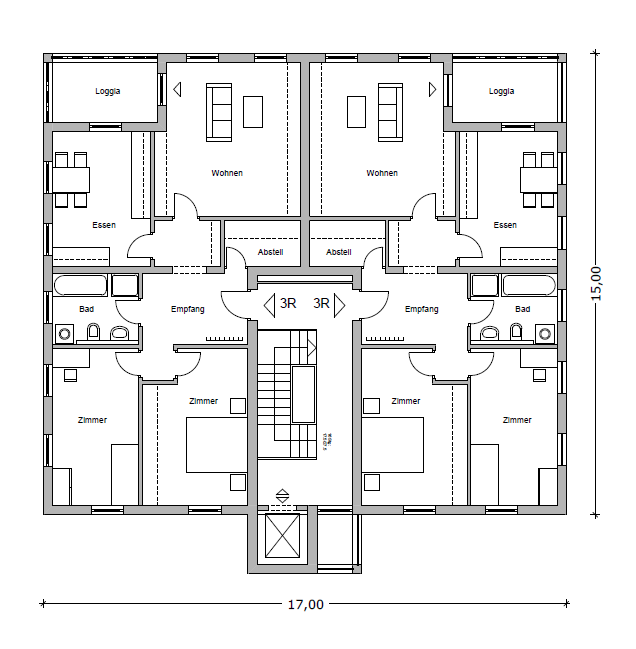 Loggia
Loggia
Wohnen
Wohnen
Essen
Essen
Abstell
Abstell
Bad
Empfang
3R
3R
Empfang
Bad
15,00
Zimmer
Zimmer
Zimmer
Zimmer
17,00